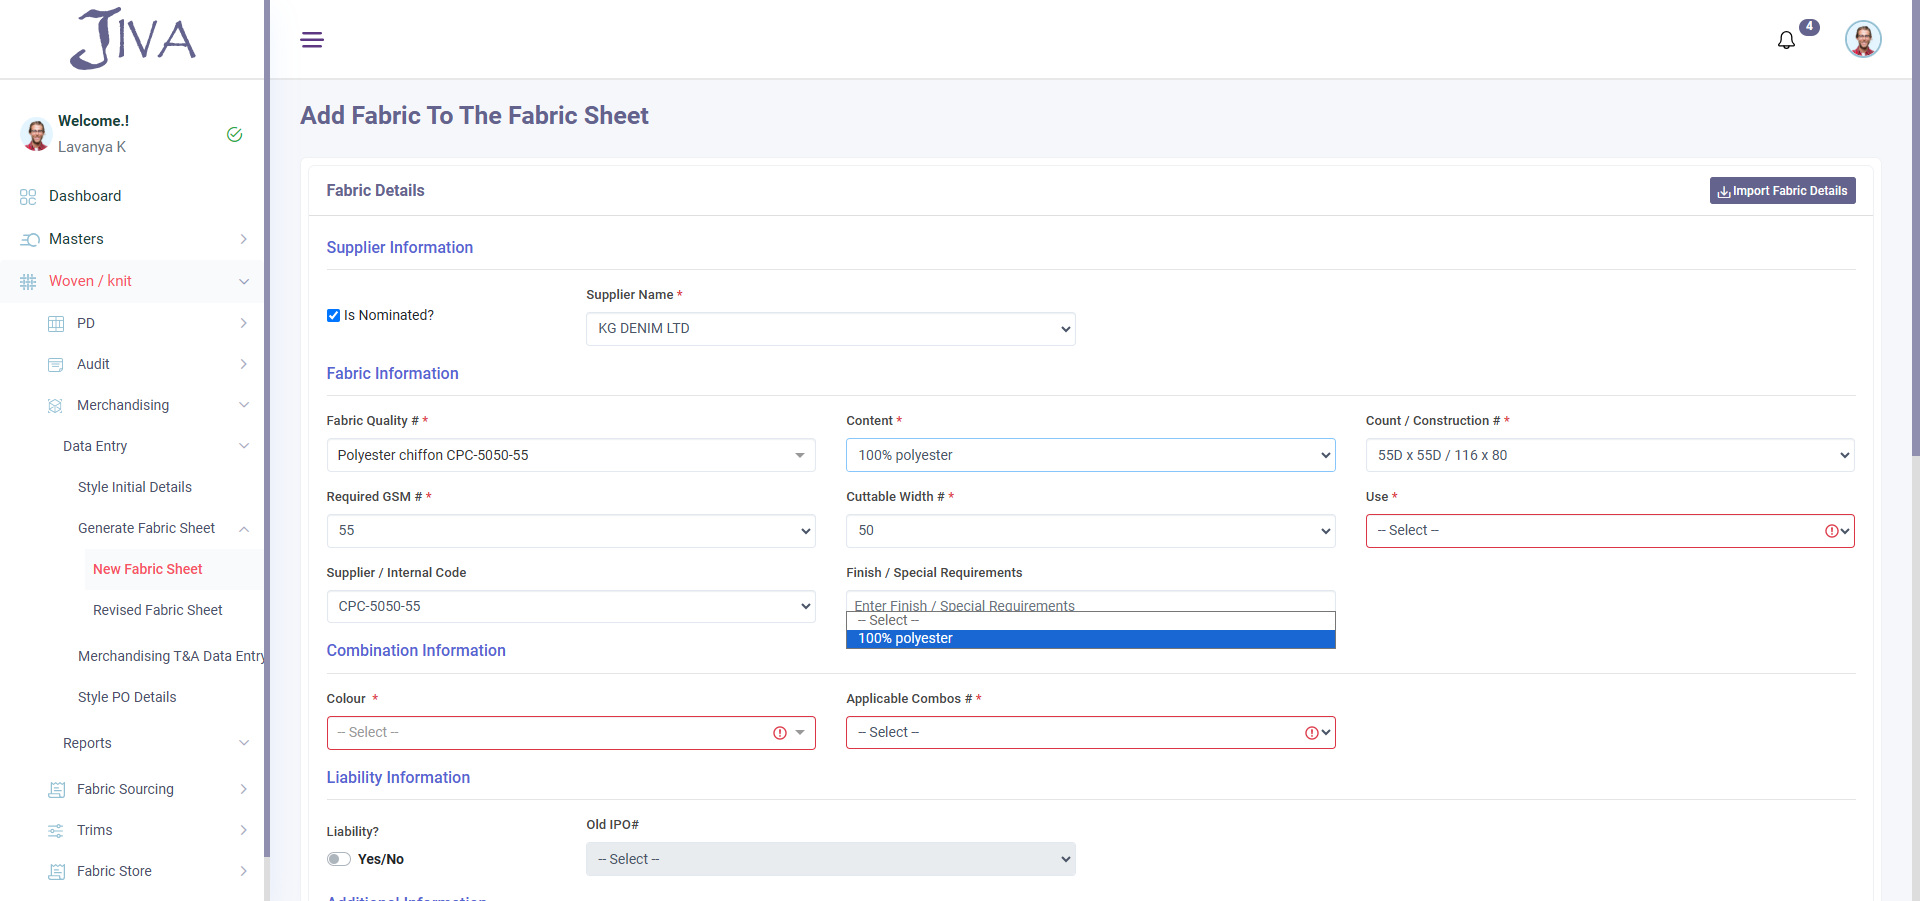 JIVA
4
Welcome.!
Lavanya K
Dashboard
Masters
Woven / knit
PD
Audit
Merchandising
Data Entry
Style Initial Details
Generate Fabric Sheet
New Fabric Sheet
Revised Fabric Sheet
Merchandising T&A Data Entry
Style PO Details
Reports
Fabric Sourcing
Trims
Fabric Store
Add Fabric To The Fabric Sheet
Fabric Details
Import Fabric Details
Supplier Information
Is Nominated?
Supplier Name *
KG DENIM LTD
Fabric Information
Fabric Quality # *
Content *
Count / Construction # *
Polyester chiffon CPC-5050-55
100% polyester
55D x 55D / 116 x 80
Required GSM # *
Cuttable Width # *
Use *
55
50
-- Select --
Supplier / Internal Code
Finish / Special Requirements
CPC-5050-55
Enter Finish / Special Requirements
-- Select --
100% polyester
Combination Information
Colour *
Applicable Combos # *
-- Select --
-- Select --
Liability Information
Liability?
Old IPO#
Yes/No
-- Select --
Additional Information